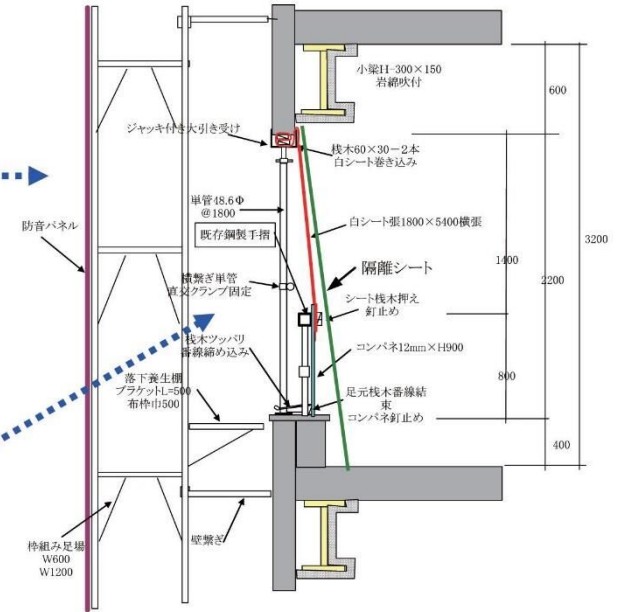 小梁H-300×150
岩綿吹付
600
ジャッキ付き大引き受け
桟木60×30-2本
白シート巻き込み
単管48.6Φ
@1800
防音パネル
白シート張1800×5400横張
既存鋼製手摺
3200
隔離シート
1400
2200
横繋ぎ単管
直交クランプ固定
シート桟木押え
釘止め
桟木ツッパリ
番線締め込み
コンパネ12mm×H900
落下養生棚
ブラケットL=500
布枠巾500
800
足元桟木番線結
束
コンパネ釘止め
400
枠組み足場
W600
W1200
壁繋ぎ